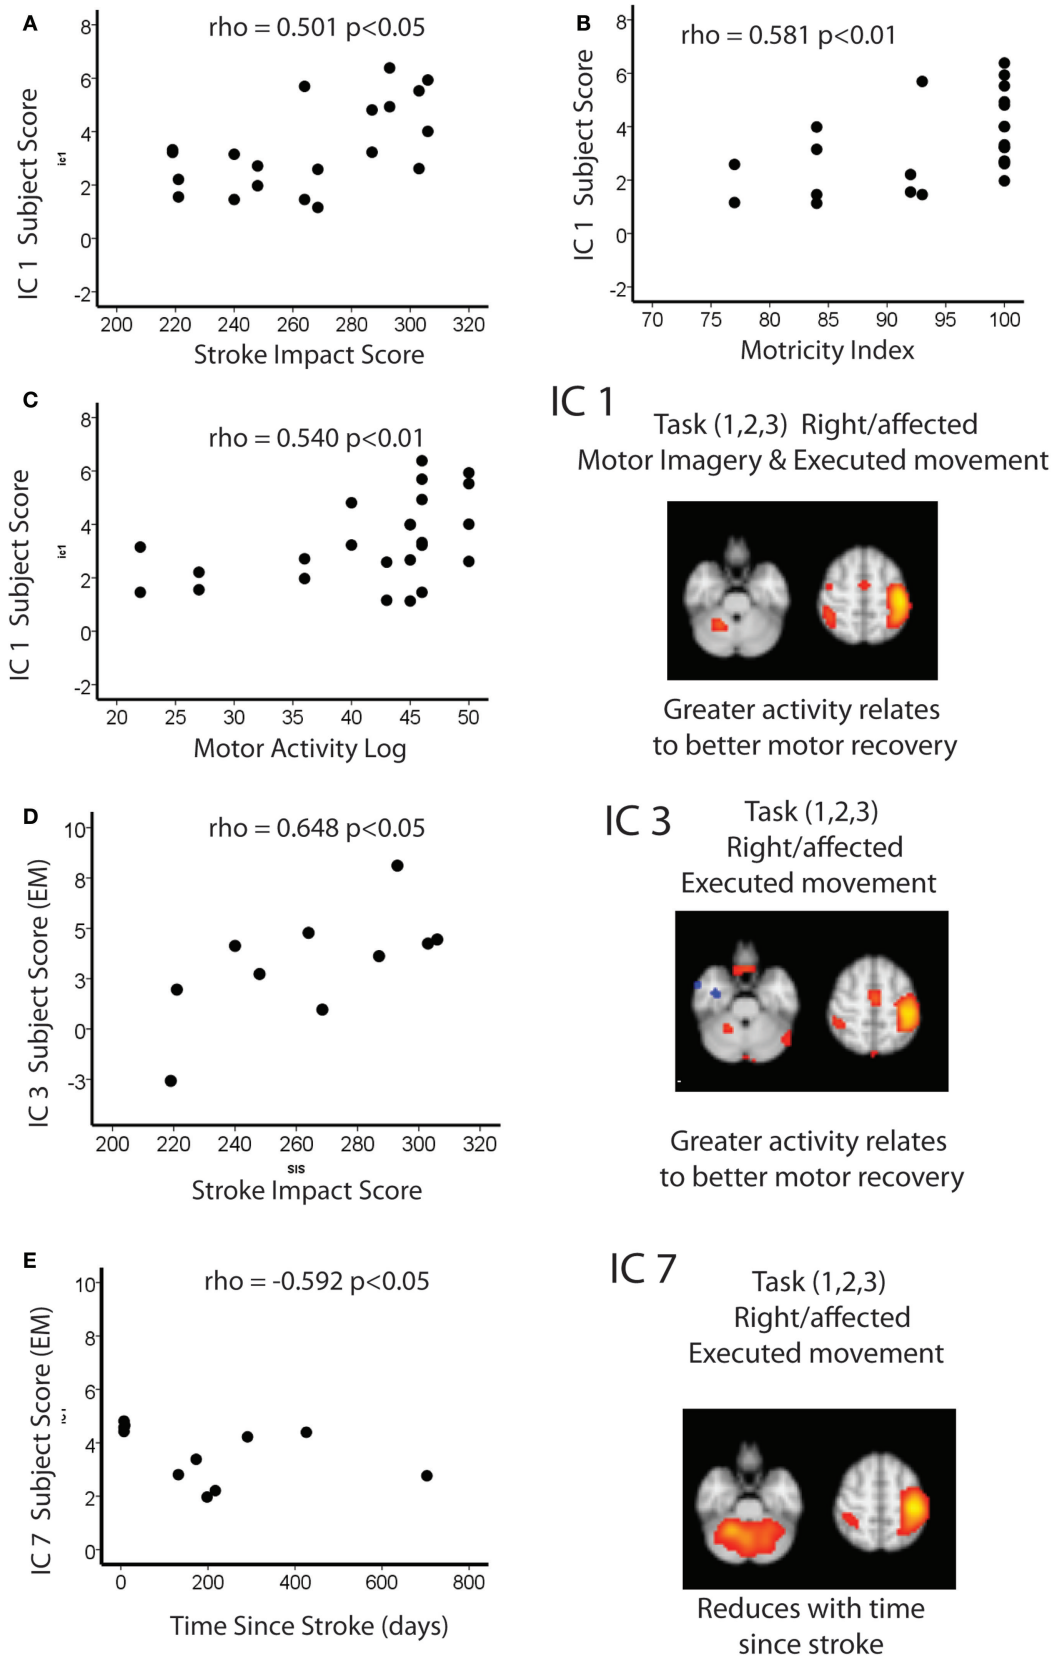 A
rho = 0.501 p<0.05
8
6
4
2
0
-2
IC 1 Subject Score
ic1
200 220 240 260 280 300 320
Stroke Impact Score
B
rho = 0.581 p<0.01
8
6
4
2
0
-2
IC 1 Subject Score
70 75 80 85 90 95 100
Motricity Index
C
rho = 0.540 p<0.01
8
6
4
2
0
-2
IC 1 Subject Score
ic1
20 25 30 35 40 45 50
Motor Activity Log
IC 1
Task (1,2,3) Right/affected
Motor Imagery & Executed movement
Greater activity relates
to better motor recovery
D
rho = 0.648 p<0.05
10
8
5
3
0
-3
IC 3 Subject Score (EM)
200 220 240 260 280 300 320
SIS
Stroke Impact Score
IC 3
Task (1,2,3)
Right/affected
Executed movement
Greater activity relates
to better motor recovery
E
rho = -0.592 p<0.05
10
8
6
4
2
0
IC 7 Subject Score (EM)
0 200 400 600 800
Time Since Stroke (days)
IC 7
Task (1,2,3)
Right/affected
Executed movement
Reduces with time
since stroke